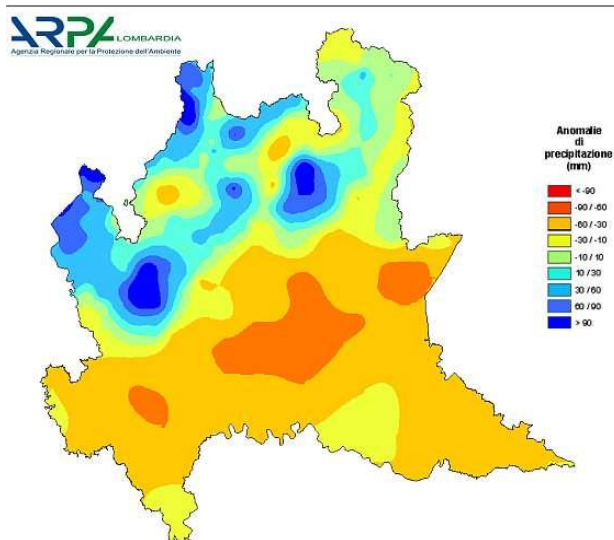 ARPA LOMBARDIA
Agenzia Regionale per la Protezione dell'Ambiente
Anomalie
di
precipitazione
(mm)
< -90
-90 / -60
-60 / -30
-30 / -10
-10 / 10
10 / 30
30 / 60
60 / 90
> 90